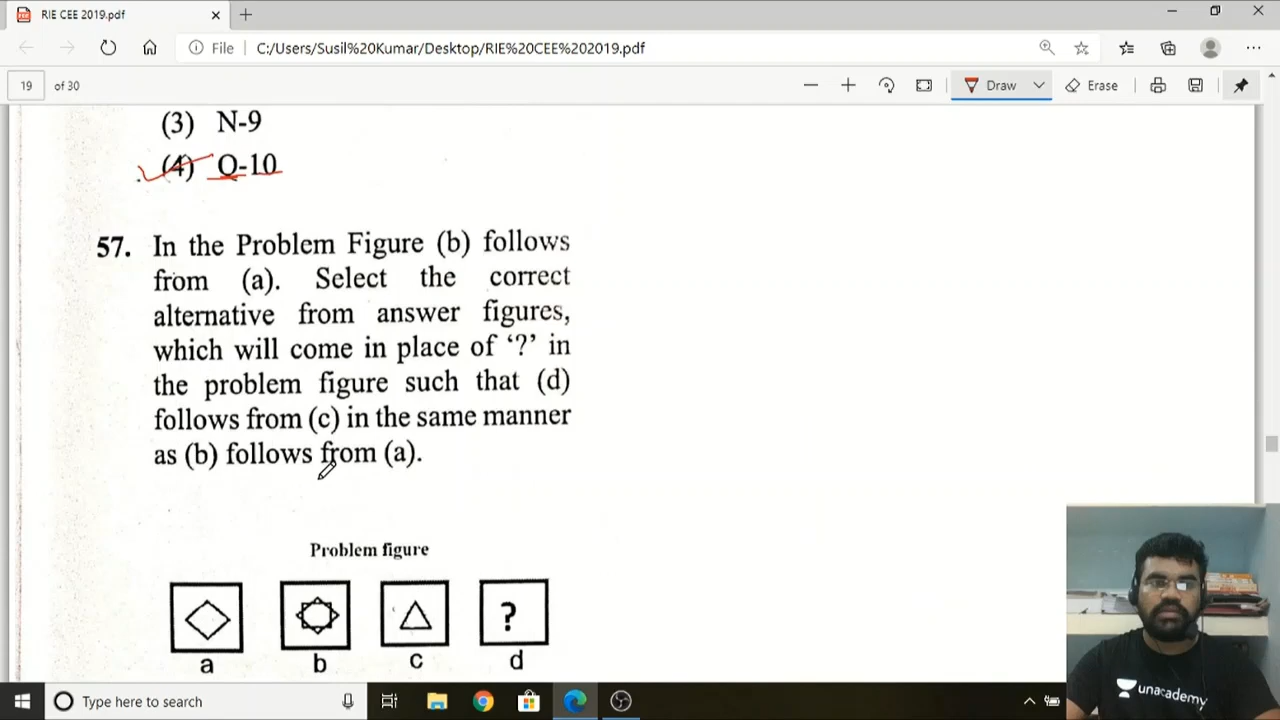 RIE CEE 2019.pdf
File
C:/Users/Susil%20Kumar/Desktop/RIE%20CEE%202019.pdf
19 of 30
Draw
Erase
(3) N-9
(4) Q-10
57. In the Problem Figure (b) follows
from (a). Select the correct
alternative from answer figures,
which will come in place of ‘?’ in
the problem figure such that (d)
follows from (c) in the same manner
as (b) follows from (a).
Problem figure
?
a b c d
unacademy
Type here to search